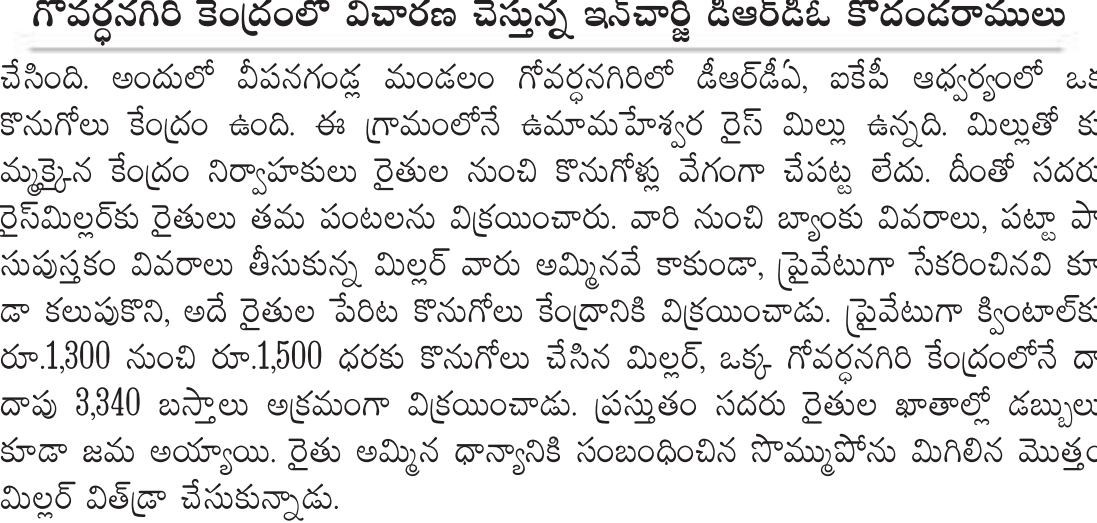 గోవర్ధనగిరి కేంద్రంలో విచారణ చేస్తున్న ఇన్‌చార్జి డీఆర్‌డీఓ కోదండరాములు
చేసింది. అందులో వీపనగండ్ల మండలం గోవర్ధనగిరిలో డీఆర్‌డీఏ, ఐకేపీ ఆధ్వర్యంలో ఒక
కొనుగోలు కేంద్రం ఉంది. ఈ గ్రామంలోనే ఉమామహేశ్వర రైస్ మిల్లు ఉన్నది. మిల్లుతో కు
మ్మక్కైన కేంద్రం నిర్వాహకులు రైతుల నుంచి కొనుగోళ్లు వేగంగా చేపట్ట లేదు. దీంతో సదరు
రైస్‌మిల్లర్‌కు రైతులు తమ పంటలను విక్రయించారు. వారి నుంచి బ్యాంకు వివరాలు, పట్టా పా
సుపుస్తకం వివరాలు తీసుకున్న మిల్లర్ వారు అమ్మినవే కాకుండా, ప్రైవేటుగా సేకరించినవి కూ
డా కలుపుకొని, అదే రైతుల పేరిట కొనుగోలు కేంద్రానికి విక్రయించాడు. ప్రైవేటుగా క్వింటాల్‌కు
రూ.1,300 నుంచి రూ.1,500 ధరకు కొనుగోలు చేసిన మిల్లర్, ఒక్క గోవర్ధనగిరి కేంద్రంలోనే దా
దాపు 3,340 బస్తాలు అక్రమంగా విక్రయించాడు. ప్రస్తుతం సదరు రైతుల ఖాతాల్లో డబ్బులు
కూడా జమ అయ్యాయి. రైతు అమ్మిన ధాన్యానికి సంబంధించిన సొమ్ముపోను మిగిలిన మొత్తం
మిల్లర్ విత్‌డ్రా చేసుకున్నాడు.